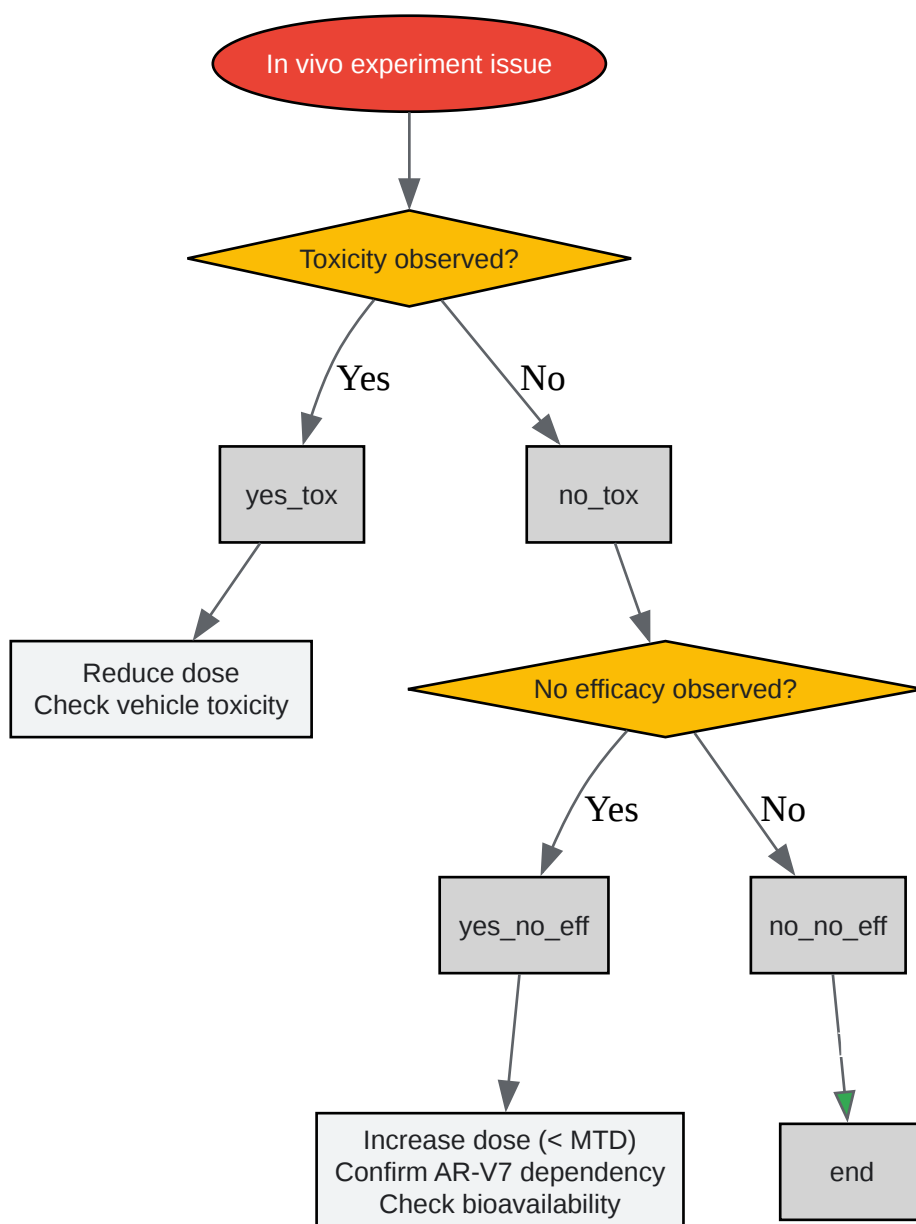 In vivo experiment issue
Toxicity observed?
Yes
No
yes_tox
no_tox
Reduce dose
Check vehicle toxicity
No efficacy observed?
Yes
No
yes_no_eff
no_no_eff
Increase dose (< MTD)
Confirm AR-V7 dependency
Check bioavailability
end